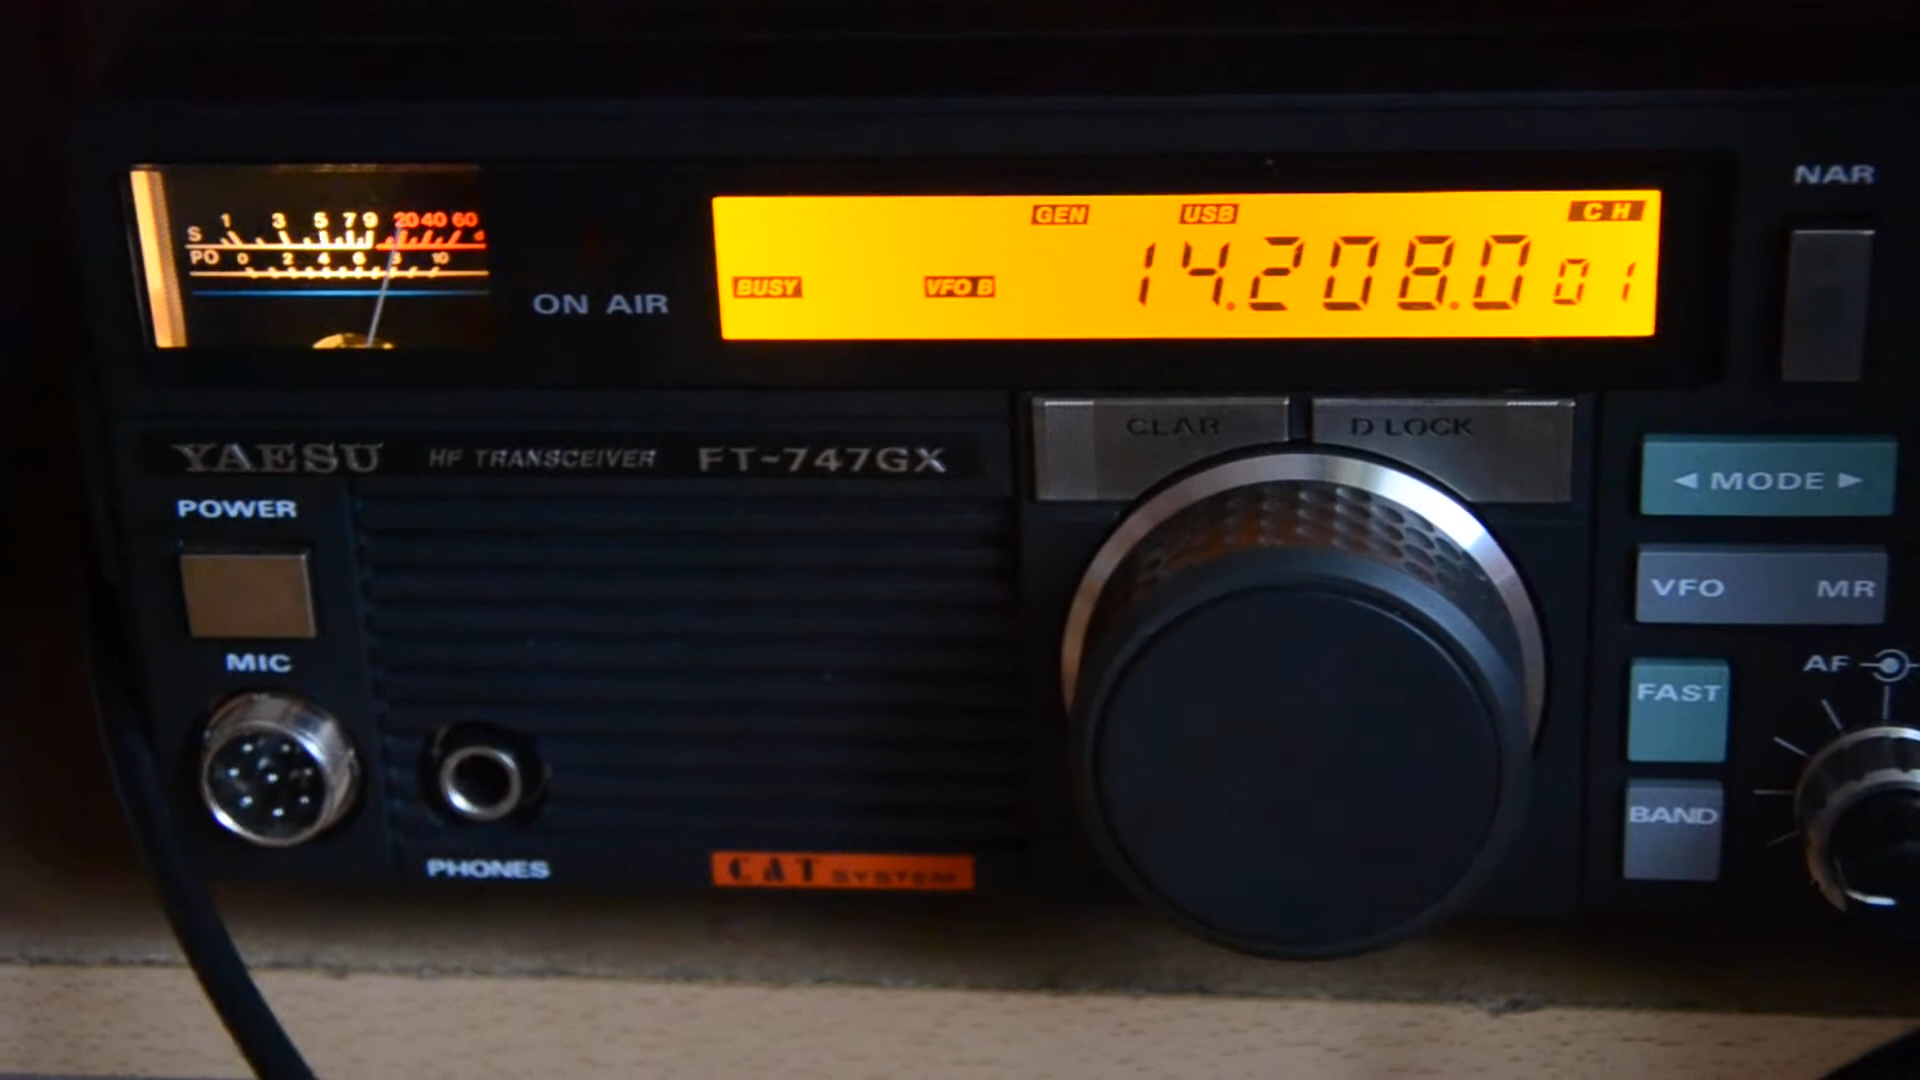 NAR
S 1 3 5 7 9 20 40 60
PO 0 2 4 6 8 10
ON AIR
GEN USB CH
BUSY VFO B 14.208.0 01
CLAR D LOCK
YAESU HF TRANSCEIVER FT-747GX
◄ MODE ►
POWER
VFO MR
MIC
AF
FAST
BAND
PHONES
CAT SYSTEM